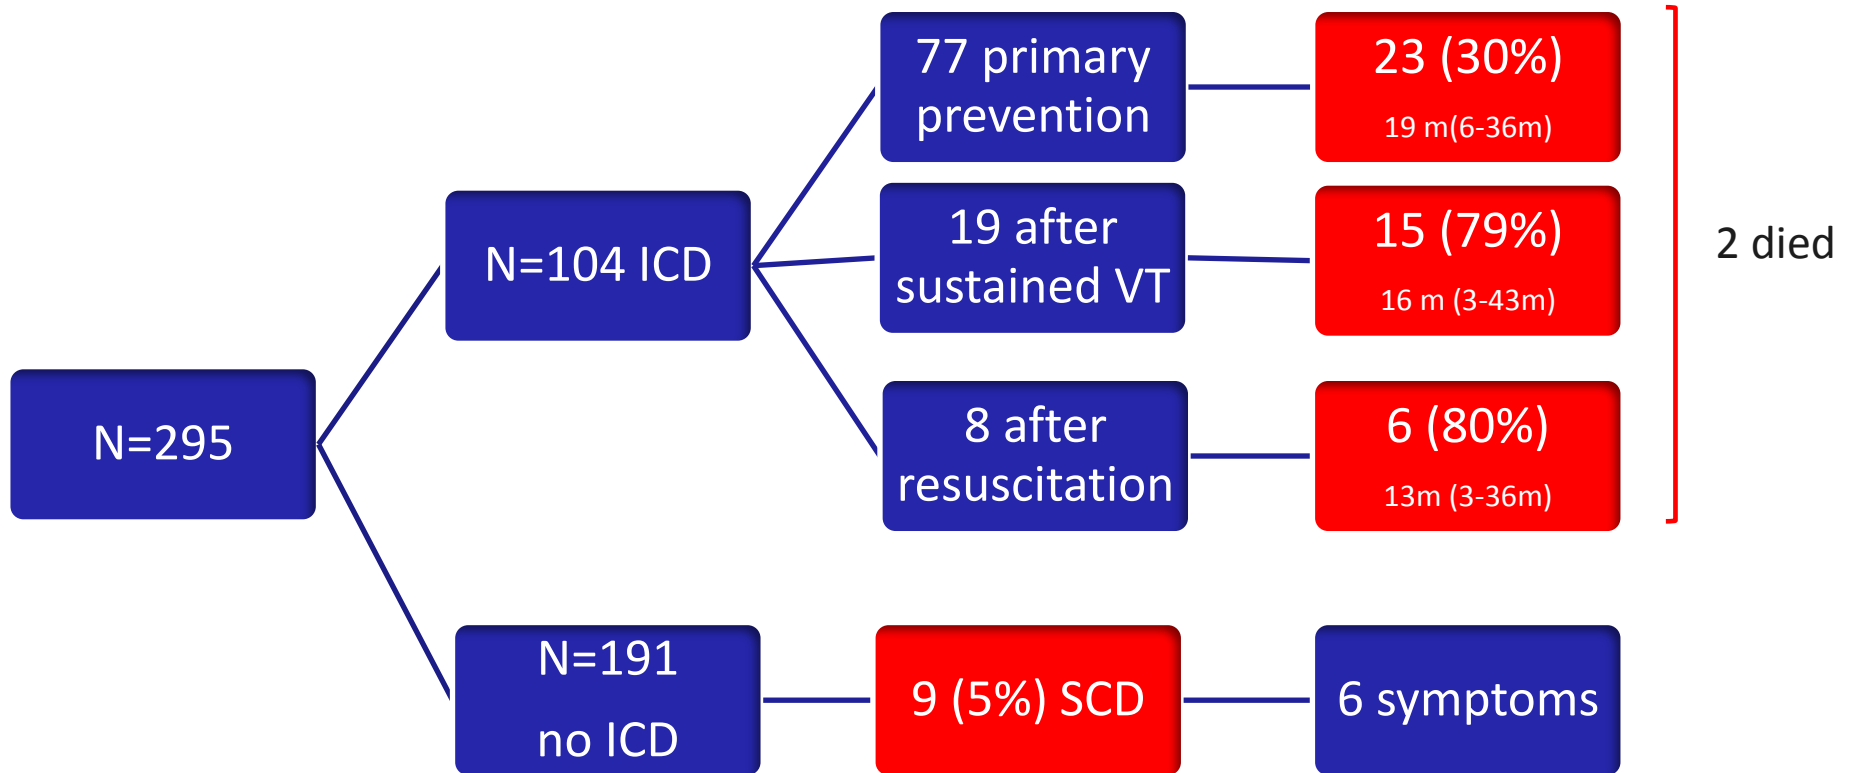 N=295
N=104 ICD
77 primary
prevention
23 (30%)
19 m(6-36m)
19 after
sustained VT
15 (79%)
16 m (3-43m)
8 after
resuscitation
6 (80%)
13m (3-36m)
2 died
N=191
no ICD
9 (5%) SCD
6 symptoms